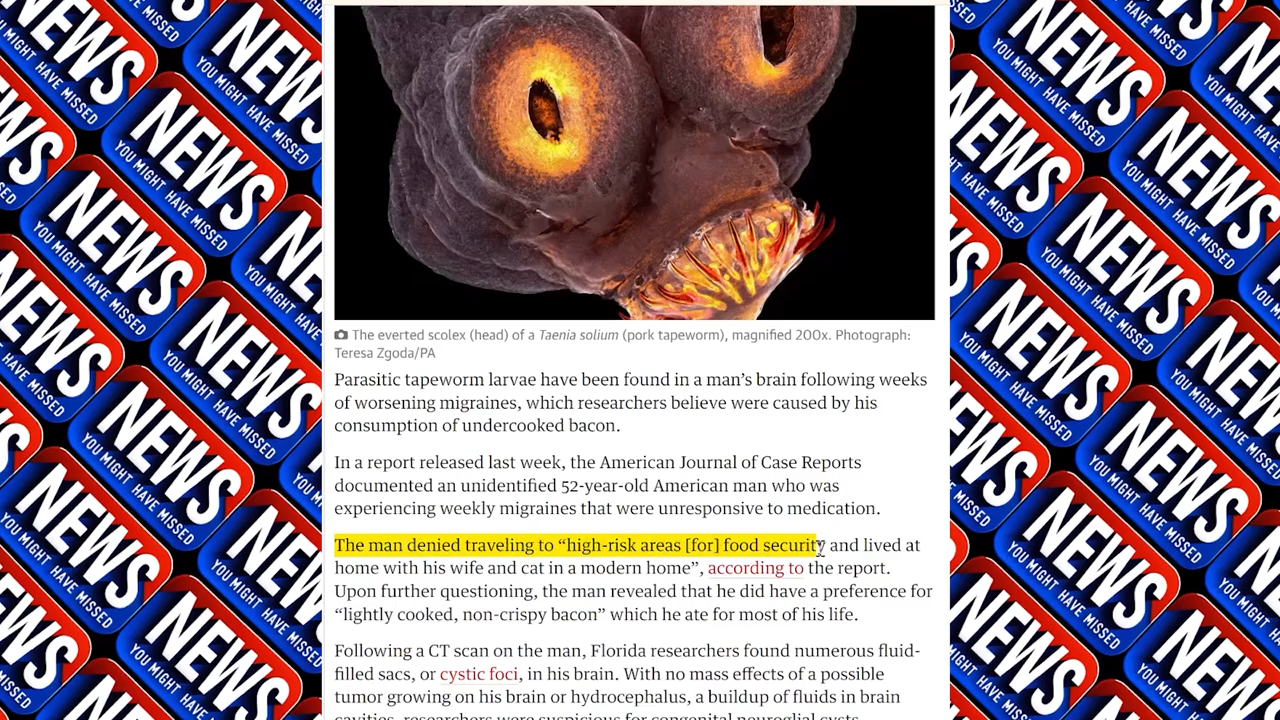 NEWS
YOU MIGHT HAVE MISSED
The everted scolex (head) of a Taenia solium (pork tapeworm), magnified 200x. Photograph:
Teresa Zgoda/PA
Parasitic tapeworm larvae have been found in a man’s brain following weeks
of worsening migraines, which researchers believe were caused by his
consumption of undercooked bacon.
In a report released last week, the American Journal of Case Reports
documented an unidentified 52-year-old American man who was
experiencing weekly migraines that were unresponsive to medication.
The man denied traveling to “high-risk areas [for] food security and lived at
home with his wife and cat in a modern home”, according to the report.
Upon further questioning, the man revealed that he did have a preference for
“lightly cooked, non-crispy bacon” which he ate for most of his life.
Following a CT scan on the man, Florida researchers found numerous fluid-
filled sacs, or cystic foci, in his brain. With no mass effects of a possible
tumor growing on his brain or hydrocephalus, a buildup of fluids in brain
cavities, researchers were suspicious for congenital neuroglial cysts